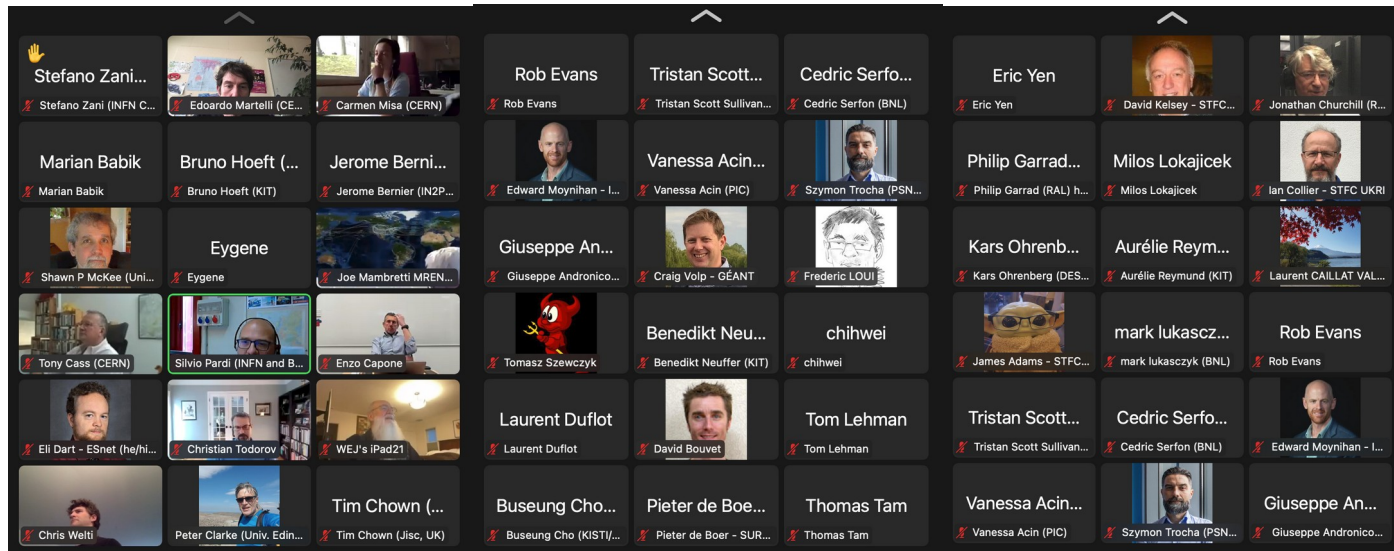 Stefano Zani...
Stefano Zani (INFN C...
Edoardo Martelli (CE...
Carmen Misa (CERN)
Marian Babik
Marian Babik
Bruno Hoeft (...
Bruno Hoeft (KIT)
Jerome Berni...
Jerome Bernier (IN2P...
Shawn P McKee (Uni...
Eygene
Eygene
Joe Mambretti MREN...
Tony Cass (CERN)
Silvio Pardi (INFN and B...
Enzo Capone
Eli Dart - ESnet (he/hi...
Christian Todorov
WEJ's iPad21
Chris Welti
Peter Clarke (Univ. Edin...
Tim Chown (...
Tim Chown (Jisc, UK)
Rob Evans
Rob Evans
Tristan Scott...
Tristan Scott Sullivan...
Cedric Serfo...
Cedric Serfon (BNL)
Edward Moynihan - I...
Vanessa Acin...
Vanessa Acin (PIC)
Szymon Trocha (PSN...
Giuseppe An...
Giuseppe Andronico...
Craig Volp - GÉANT
Frederic LOUI
Tomasz Szewczyk
Benedikt Neu...
Benedikt Neuffer (KIT)
chihwei
chihwei
Laurent Duflot
Laurent Duflot
David Bouvet
Tom Lehman
Tom Lehman
Buseung Cho...
Buseung Cho (KISTI/...
Pieter de Boe...
Pieter de Boer - SUR...
Thomas Tam
Thomas Tam
Eric Yen
Eric Yen
David Kelsey - STFC...
Jonathan Churchill (R...
Philip Garrad...
Philip Garrad (RAL) h...
Milos Lokajicek
Milos Lokajicek
Ian Collier - STFC UKRI
Kars Ohrenb...
Kars Ohrenberg (DES...
Aurélie Reym...
Aurélie Reymund (KIT)
Laurent CAILLAT VAL...
James Adams - STFC...
mark lukascz...
mark lukasczyk (BNL)
Rob Evans
Rob Evans
Tristan Scott...
Tristan Scott Sullivan...
Cedric Serfo...
Cedric Serfon (BNL)
Edward Moynihan - I...
Vanessa Acin...
Vanessa Acin (PIC)
Szymon Trocha (PSN...
Giuseppe An...
Giuseppe Andronico...